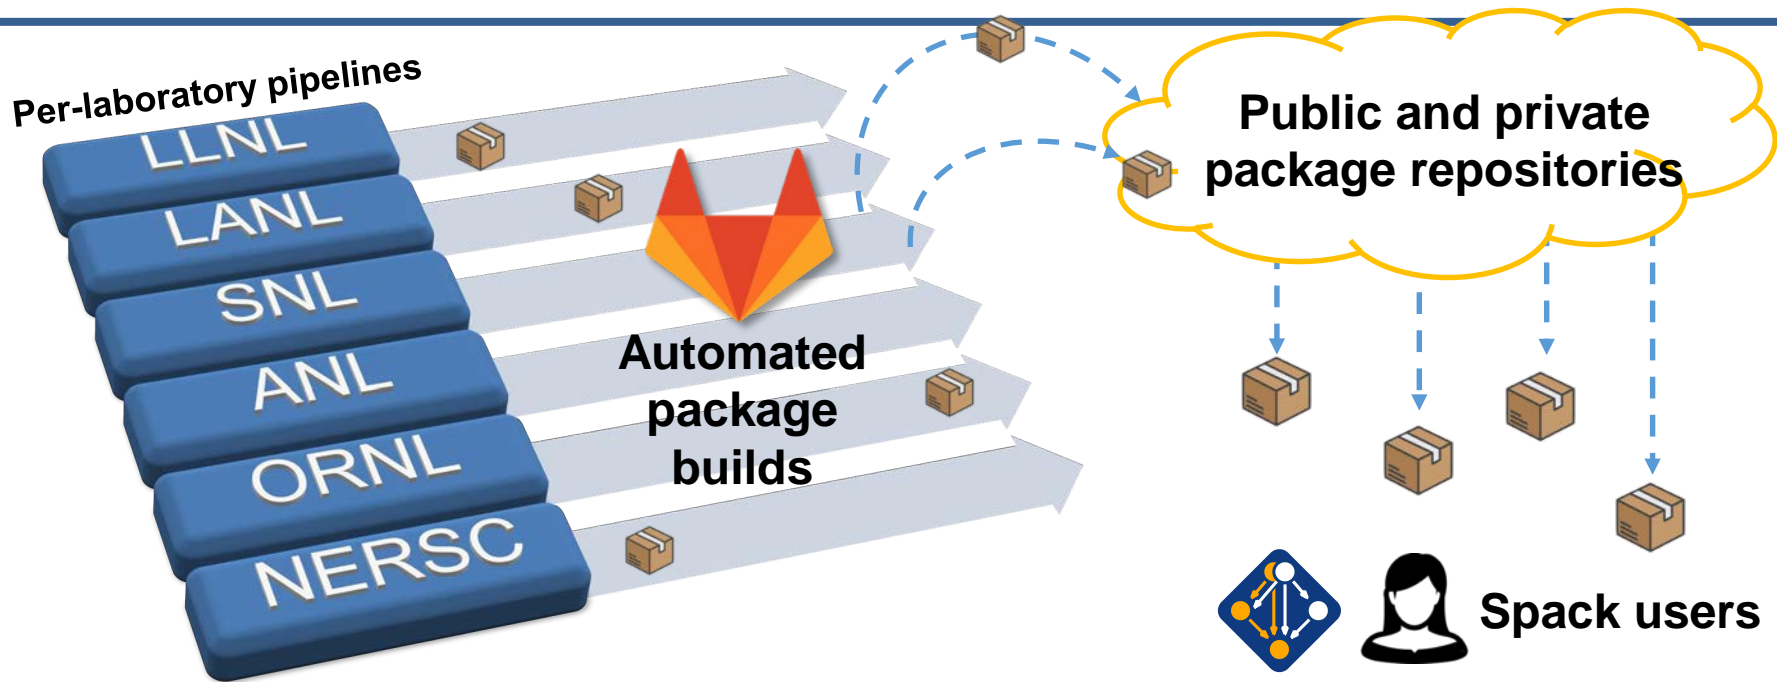 Per-laboratory pipelines
LLNL
LANL
SNL
ANL
ORNL
NERSC
Automated
package
builds
Public and private
package repositories
Spack users